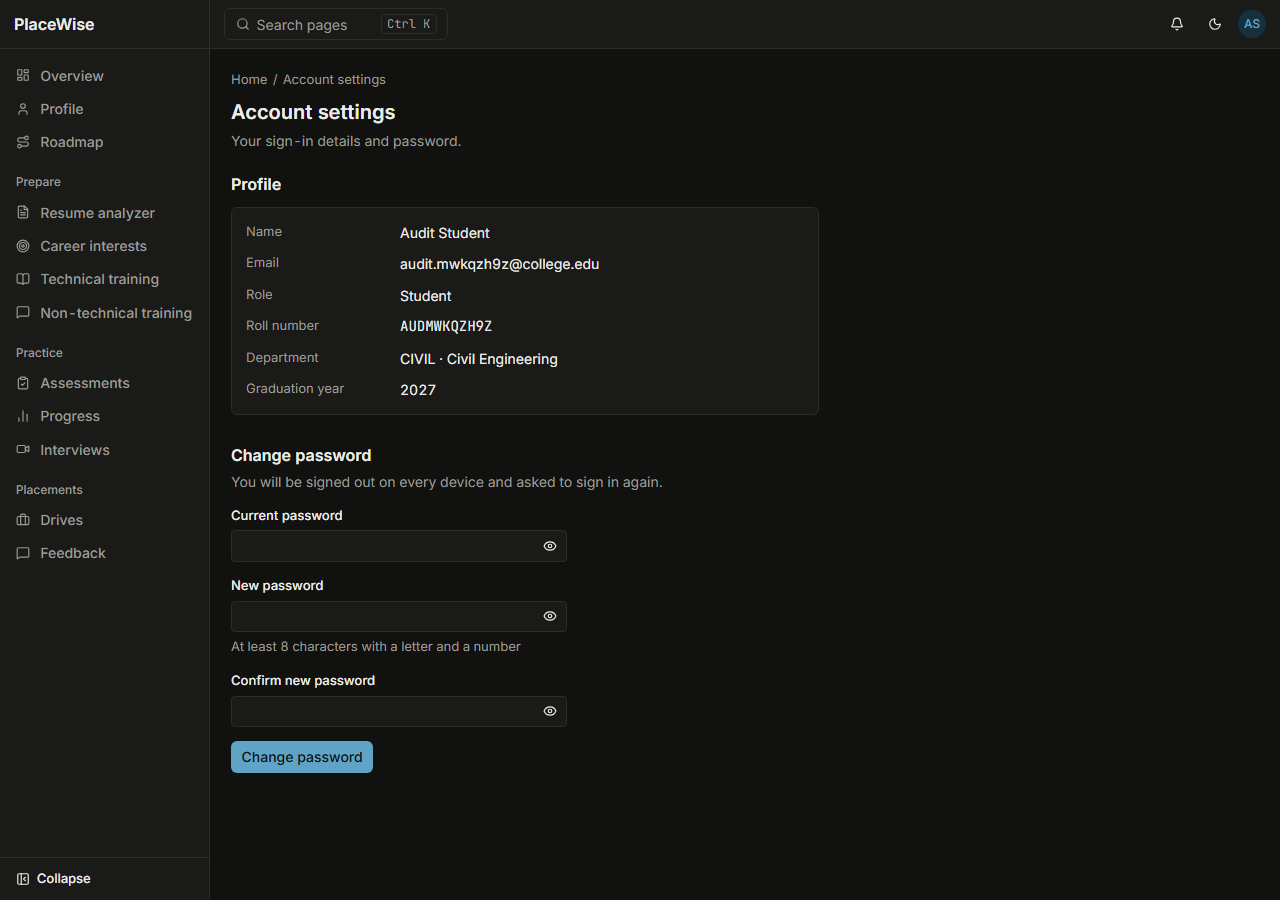 PlaceWise
Search pages
Ctrl K
AS
Overview
Profile
Roadmap
Prepare
Resume analyzer
Career interests
Technical training
Non-technical training
Practice
Assessments
Progress
Interviews
Placements
Drives
Feedback
Collapse
Home / Account settings
Account settings
Your sign-in details and password.
Profile
Name Audit Student
Email audit.mwkqzh9z@college.edu
Role Student
Roll number AUDMWKQZH9Z
Department CIVIL · Civil Engineering
Graduation year 2027
Change password
You will be signed out on every device and asked to sign in again.
Current password
New password
At least 8 characters with a letter and a number
Confirm new password
Change password